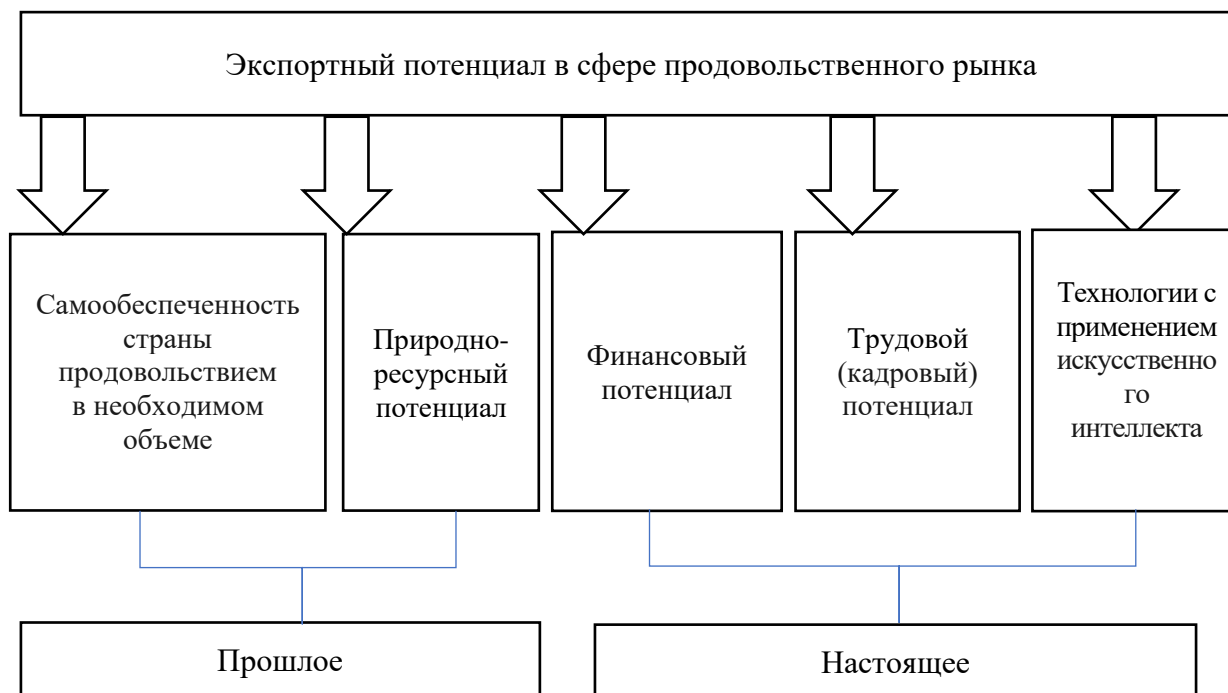 Экспортный потенциал в сфере продовольственного рынка
Самообеспеченность
страны
продовольствием
в необходимом
объеме
Природно-
ресурсный
потенциал
Финансовый
потенциал
Трудовой
(кадровый)
потенциал
Технологии с
применением
искусственно
го
интеллекта
Прошлое
Настоящее